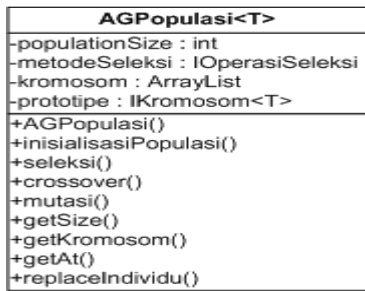 AGPopulasi<T>
-populationSize : int
-metodeSeleksi : IOperasiSeleksi
-kromosom : ArrayList
-prototipe : IKromosom<T>
+AGPopulasi()
+inisialisasiPopulasi()
+seleksi()
+crossover()
+mutasi()
+getSize()
+getKromosom()
+getAt()
+replaceIndividu()